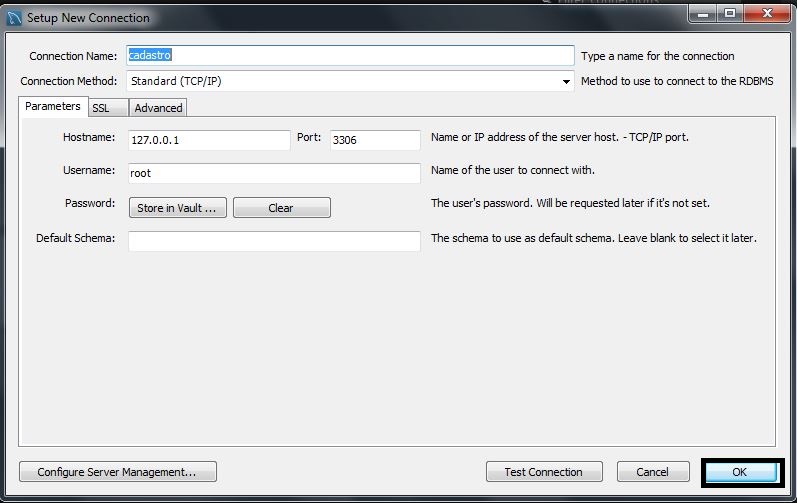 Setup New Connection
Connection Name: cadastro Type a name for the connection
Connection Method: Standard (TCP/IP) Method to use to connect to the RDBMS
Parameters SSL Advanced
Hostname: 127.0.0.1 Port: 3306 Name or IP address of the server host. - TCP/IP port.
Username: root Name of the user to connect with.
Password: Store in Vault ... Clear The user's password. Will be requested later if it's not set.
Default Schema: The schema to use as default schema. Leave blank to select it later.
Configure Server Management... Test Connection Cancel OK